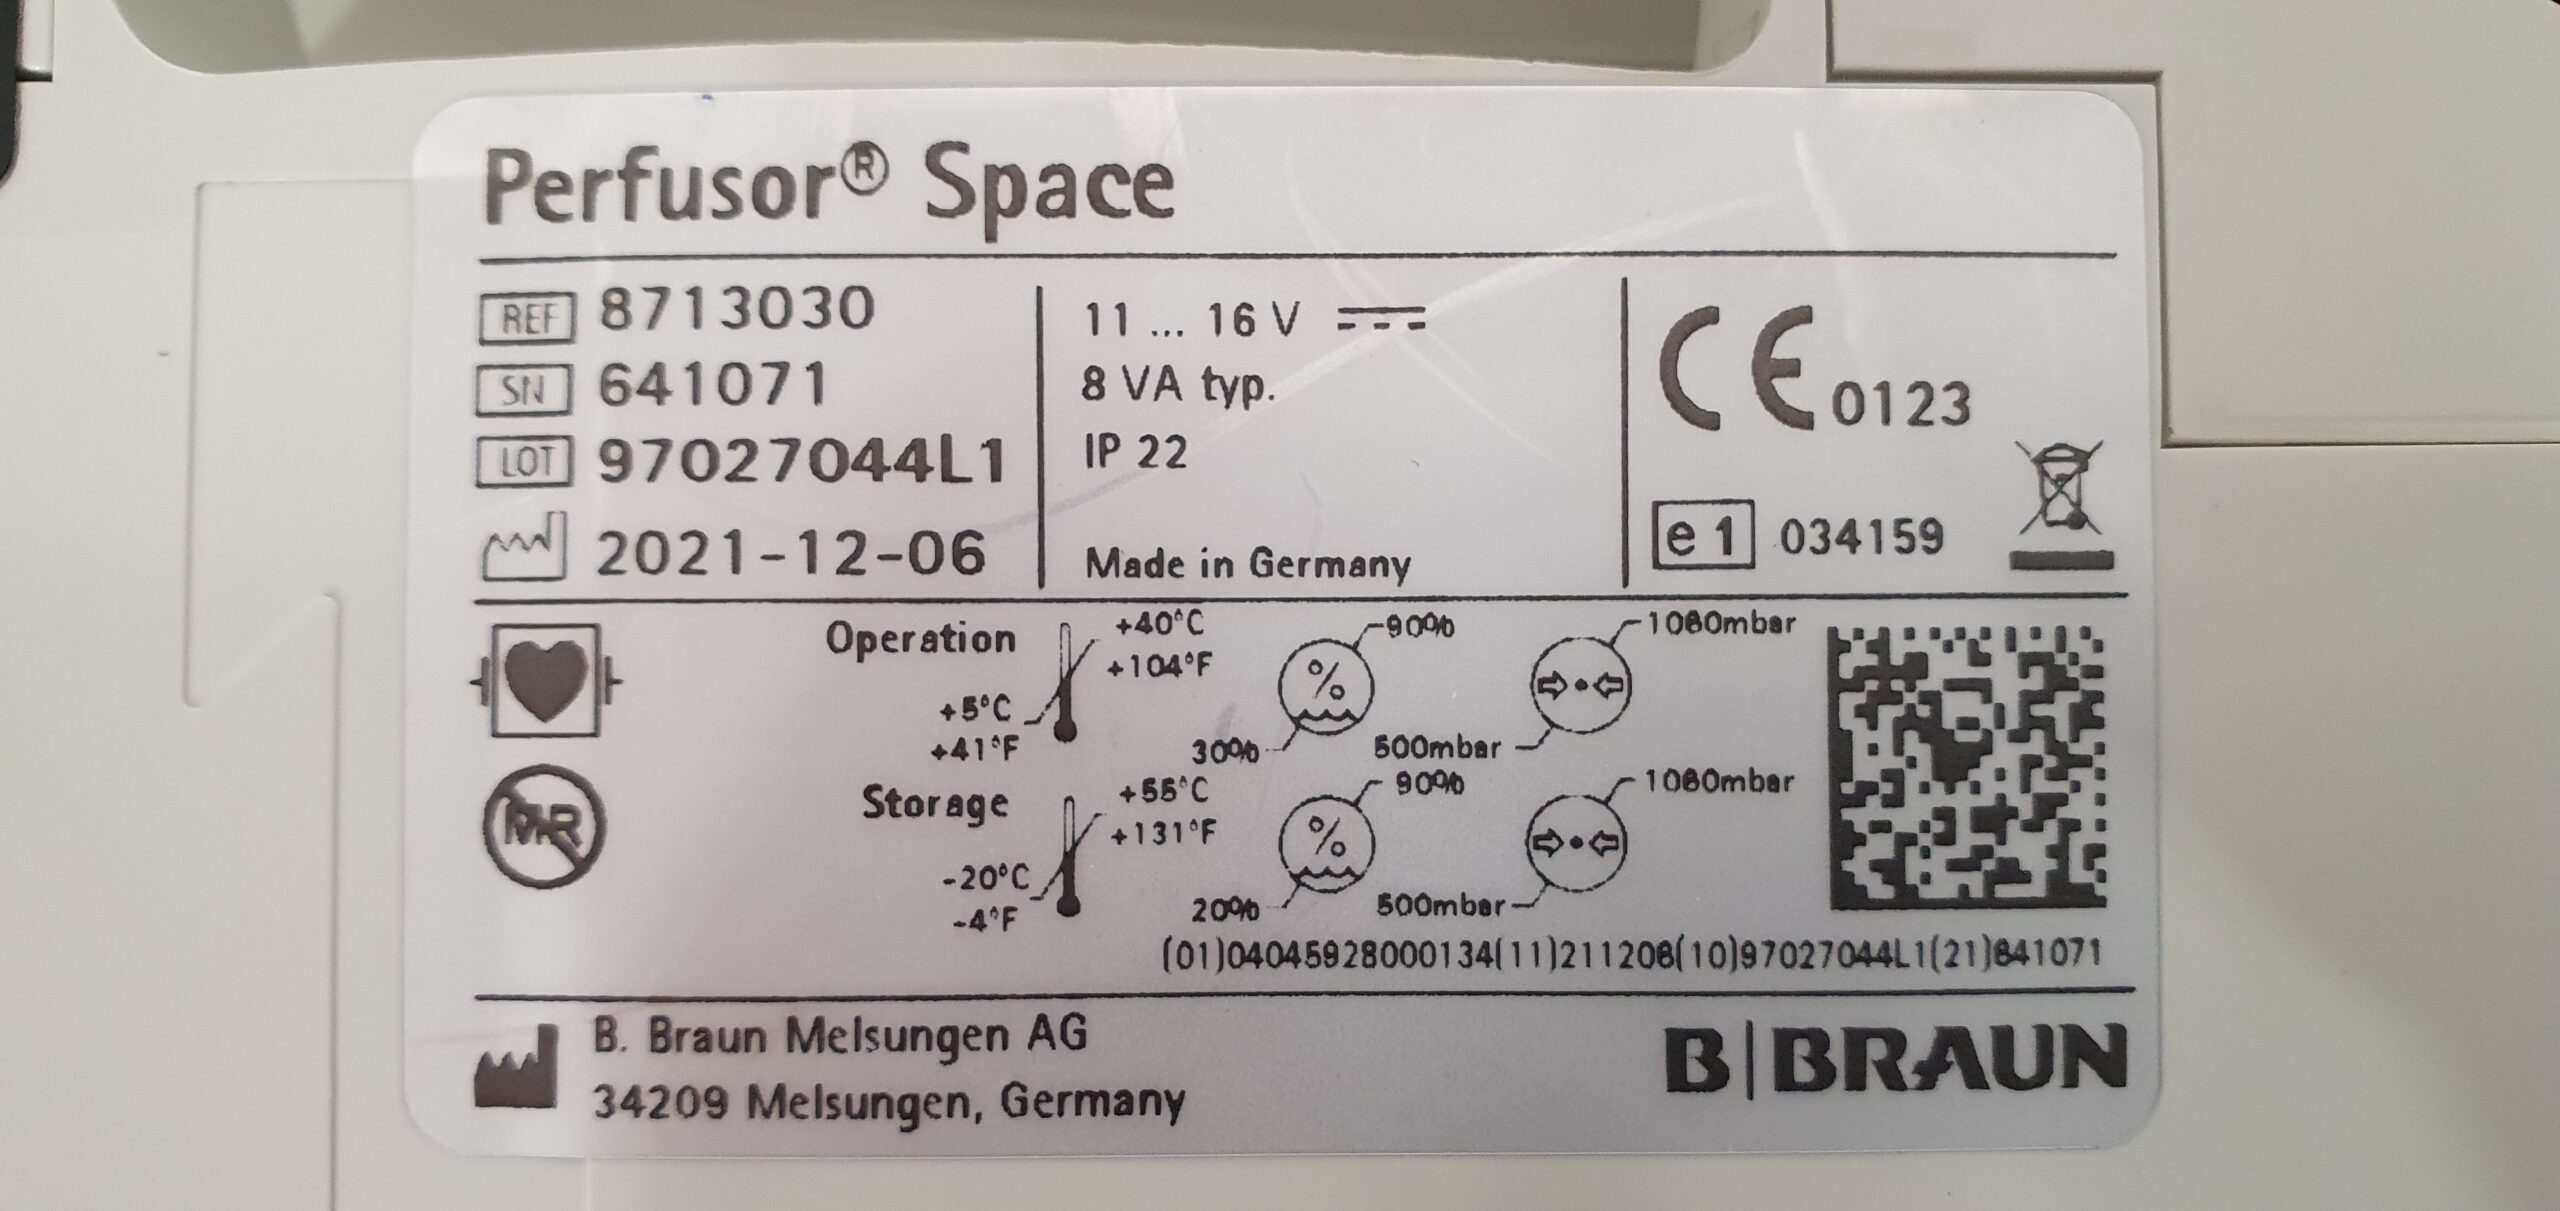 Perfusor® Space
REF 8713030
SN 641071
LOT 97027044L1
2021-12-06
11 ... 16 V
8 VA typ.
IP 22
Made in Germany
CE 0123
e1 034159
Operation
+40°C
+104°F
+5°C
+41°F
90%
%
30%
1060mbar
500mbar
Storage
+55°C
+131°F
-20°C
-4°F
90%
%
20%
1060mbar
500mbar
MR
(01)04045928000134(11)211206(10)97027044L1(21)641071
B. Braun Melsungen AG
34209 Melsungen, Germany
B|BRAUN